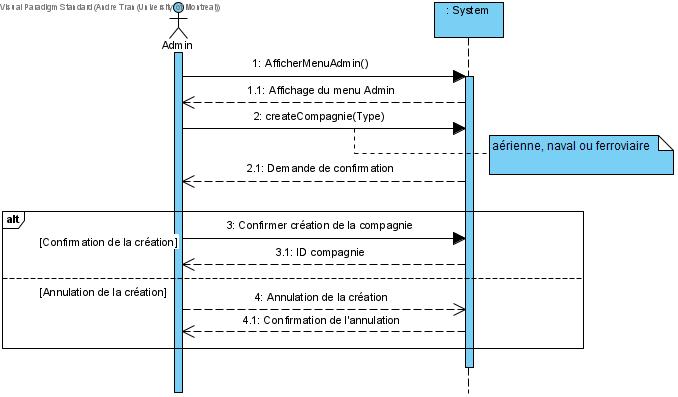 Visual Paradigm Standard (Andre Trau (University of Montreal))
: System
Admin
1: AfficherMenuAdmin()
1.1: Affichage du menu Admin
2: createCompagnie(Type)
aérienne, naval ou ferroviaire
2.1: Demande de confirmation
alt
3: Confirmer création de la compagnie
[Confirmation de la création]
3.1: ID compagnie
[Annulation de la création]
4: Annulation de la création
4.1: Confirmation de l'annulation